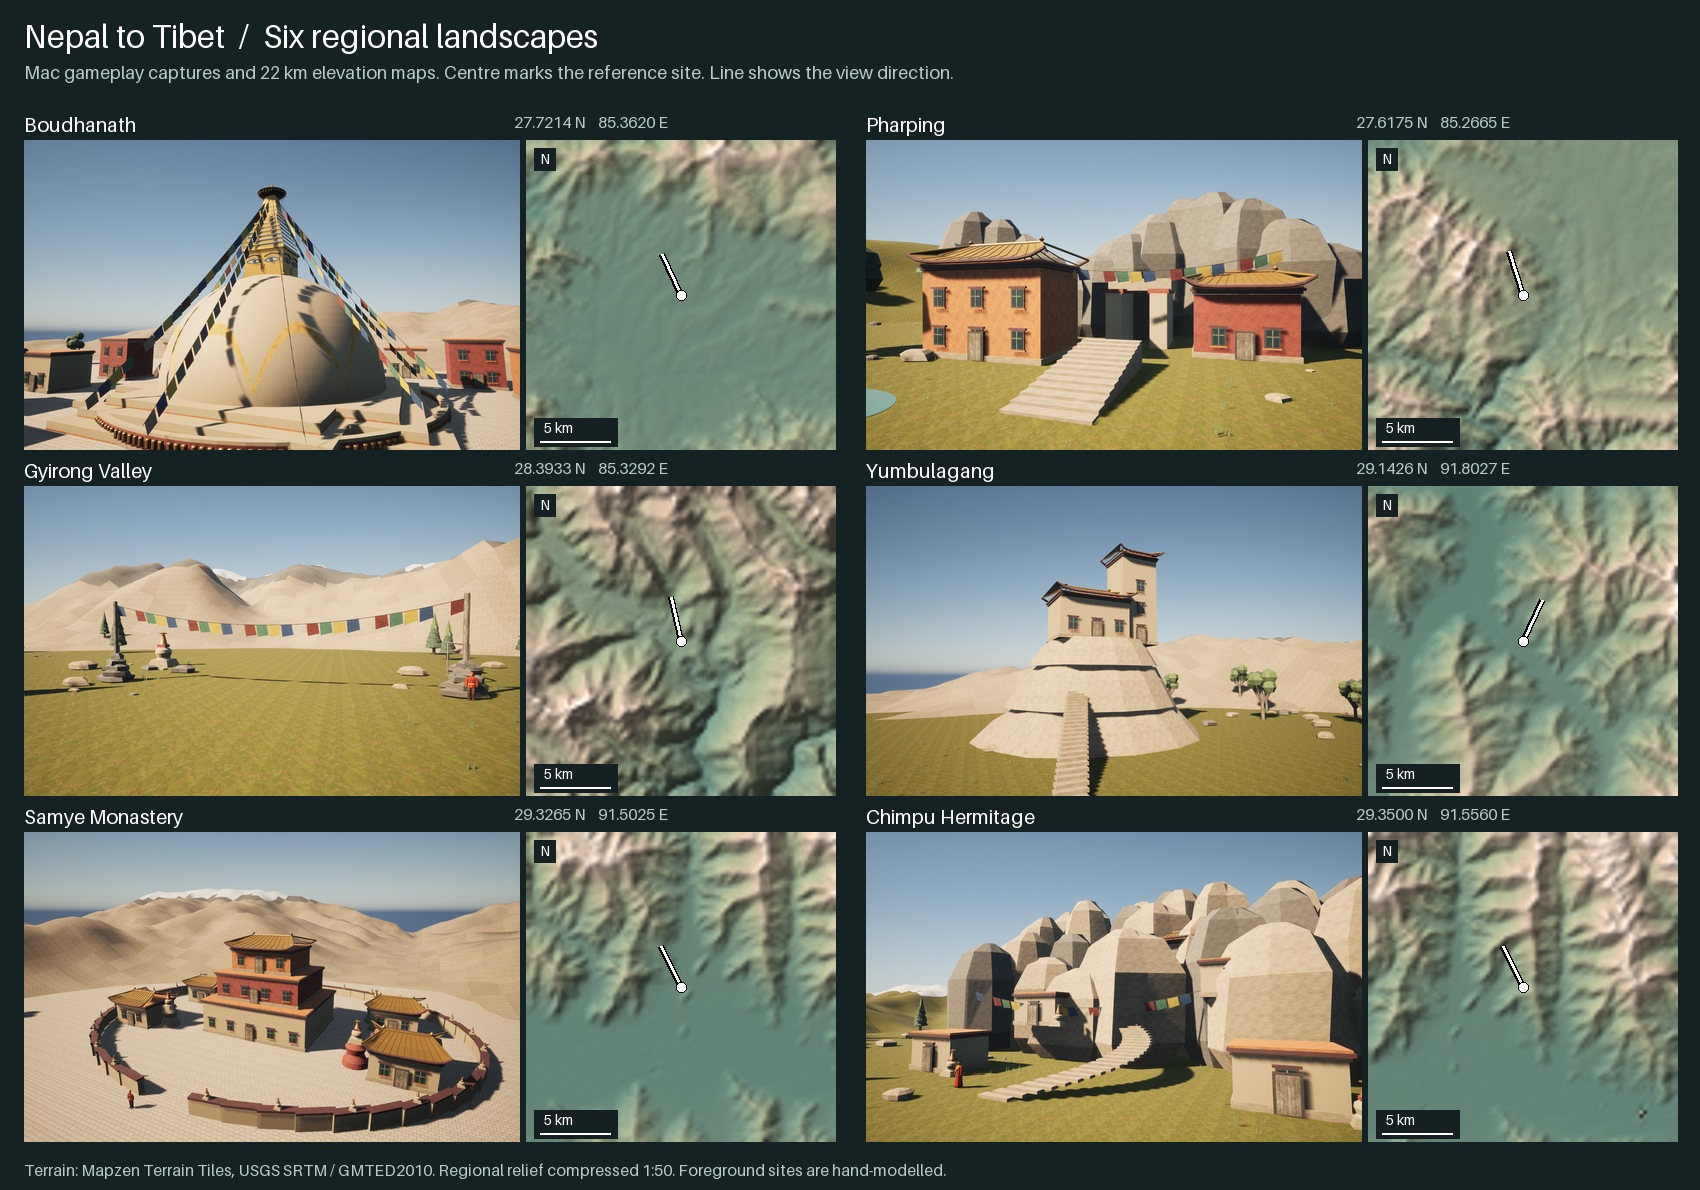 Nepal to Tibet / Six regional landscapes
Mac gameplay captures and 22 km elevation maps. Centre marks the reference site. Line shows the view direction.
Boudhanath
27.7214 N 85.3620 E
N
5 km
Pharping
27.6175 N 85.2665 E
N
5 km
Gyirong Valley
28.3933 N 85.3292 E
N
5 km
Yumbulagang
29.1426 N 91.8027 E
N
5 km
Samye Monastery
29.3265 N 91.5025 E
N
5 km
Chimpu Hermitage
29.3500 N 91.5560 E
N
5 km
Terrain: Mapzen Terrain Tiles, USGS SRTM / GMTED2010. Regional relief compressed 1:50. Foreground sites are hand-modelled.